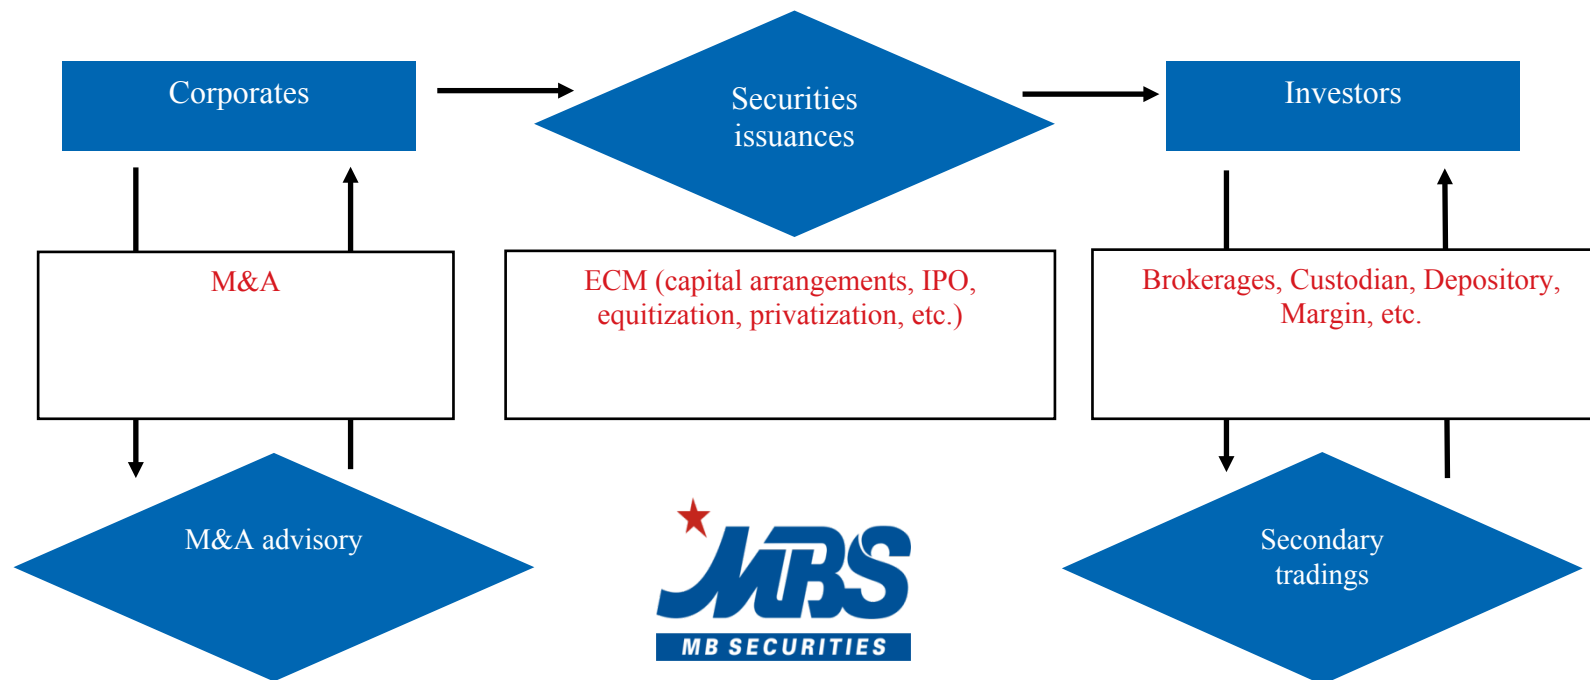 Corporates
Securities
issuances
Investors
M&A
ECM (capital arrangements, IPO,
equitization, privatization, etc.)
Brokerages, Custodian, Depository,
Margin, etc.
M&A advisory
MBS
MB SECURITIES
Secondary
tradings